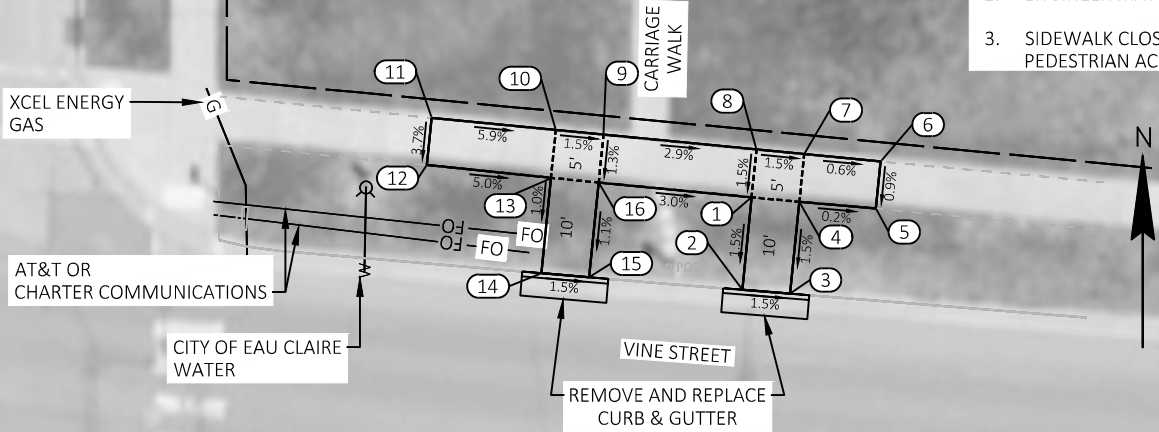 3. SIDEWALK CLOS
PEDESTRIAN AC
CARRIAGE
WALK
XCEL ENERGY
GAS
G
11
10
9
8
7
6
N
5.9%
1.5%
2.9%
1.5%
0.6%
3.7%
1.3%
1.5%
0.9%
5'
5'
12
5.0%
13
1.0%
16
3.0%
1
0.2%
4
5
10'
1.1%
2
1.5%
10'
1.5%
3
FO
FO
FO
FO
AT&T OR
CHARTER COMMUNICATIONS
W
14
15
1.5%
1.5%
CITY OF EAU CLAIRE
WATER
VINE STREET
REMOVE AND REPLACE
CURB & GUTTER